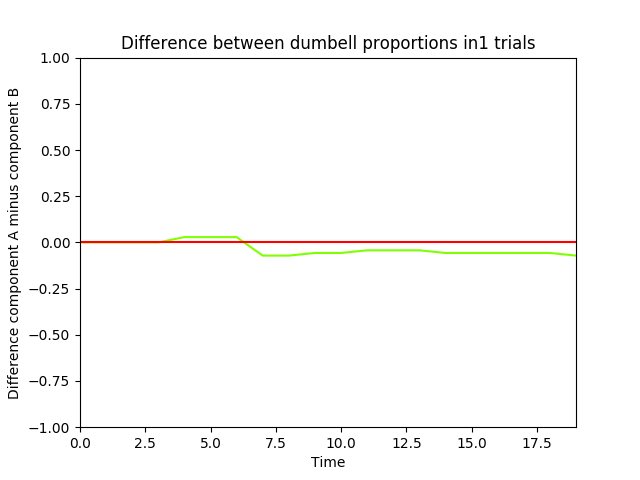 Difference between dumbell proportions in1 trials
Difference component A minus component B
1.00
0.75
0.50
0.25
0.00
−0.25
−0.50
−0.75
−1.00
0.0 2.5 5.0 7.5 10.0 12.5 15.0 17.5
Time